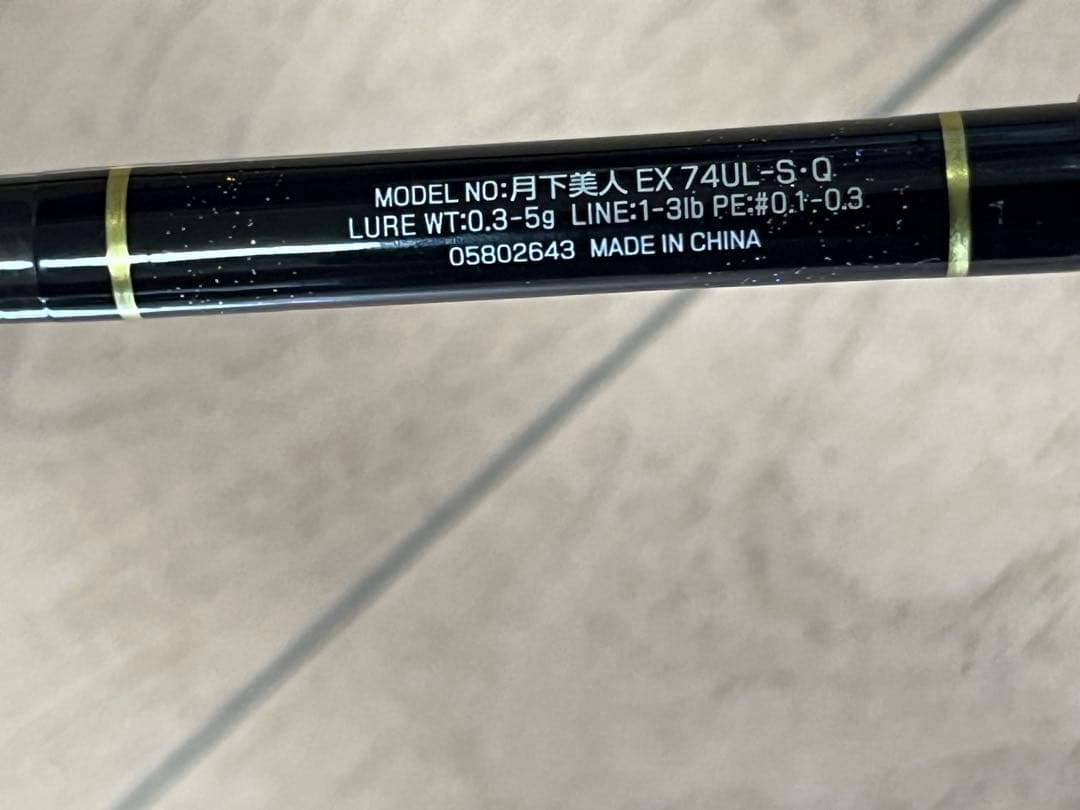 MODEL NO:月下美人 EX 74UL-S・Q
LURE WT:0.3-5g LINE:1-3lb PE:#0.1-0.3
05802643 MADE IN CHINA